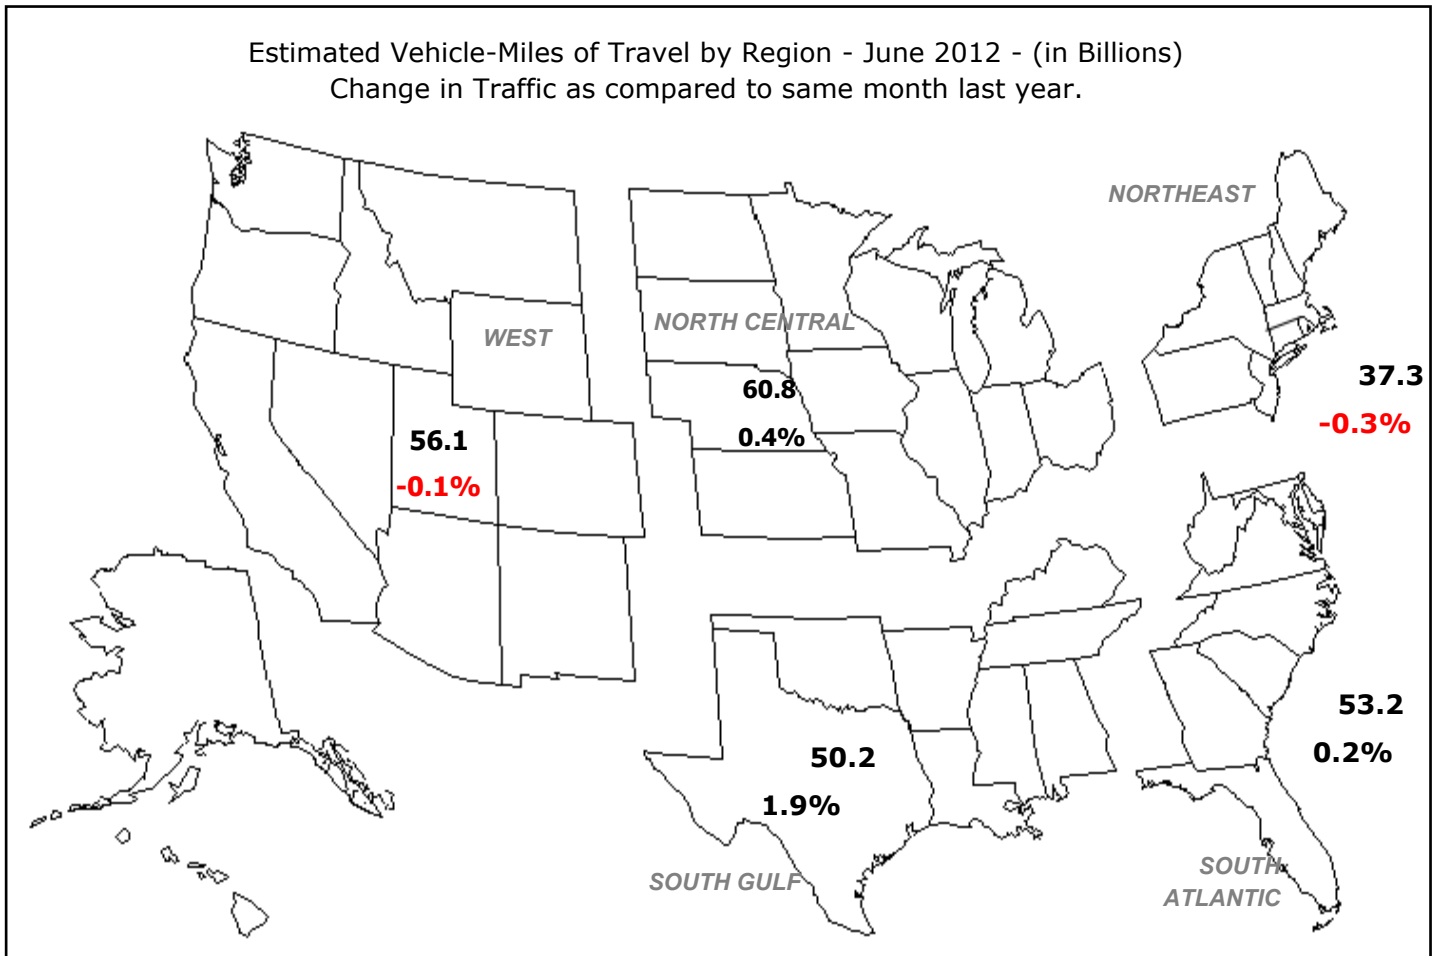 Estimated Vehicle-Miles of Travel by Region - June 2012 - (in Billions)
Change in Traffic as compared to same month last year.
NORTHEAST
WEST
NORTH CENTRAL
37.3
-0.3%
60.8
0.4%
56.1
-0.1%
53.2
0.2%
50.2
1.9%
SOUTH GULF
SOUTH
ATLANTIC